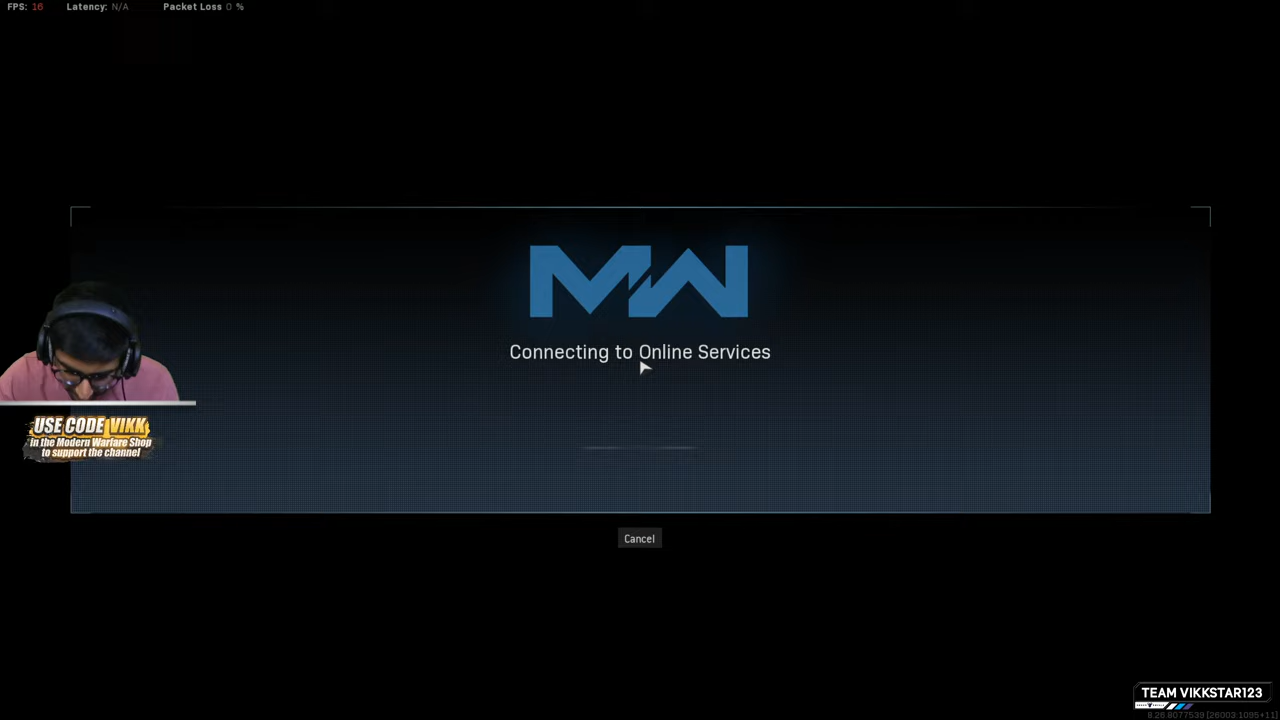 FPS: 16 Latency: N/A Packet Loss 0 %
MW
Connecting to Online Services
USE CODE VIKK
in the Modern Warfare Shop
to support the channel
Cancel
TEAM VIKKSTAR123